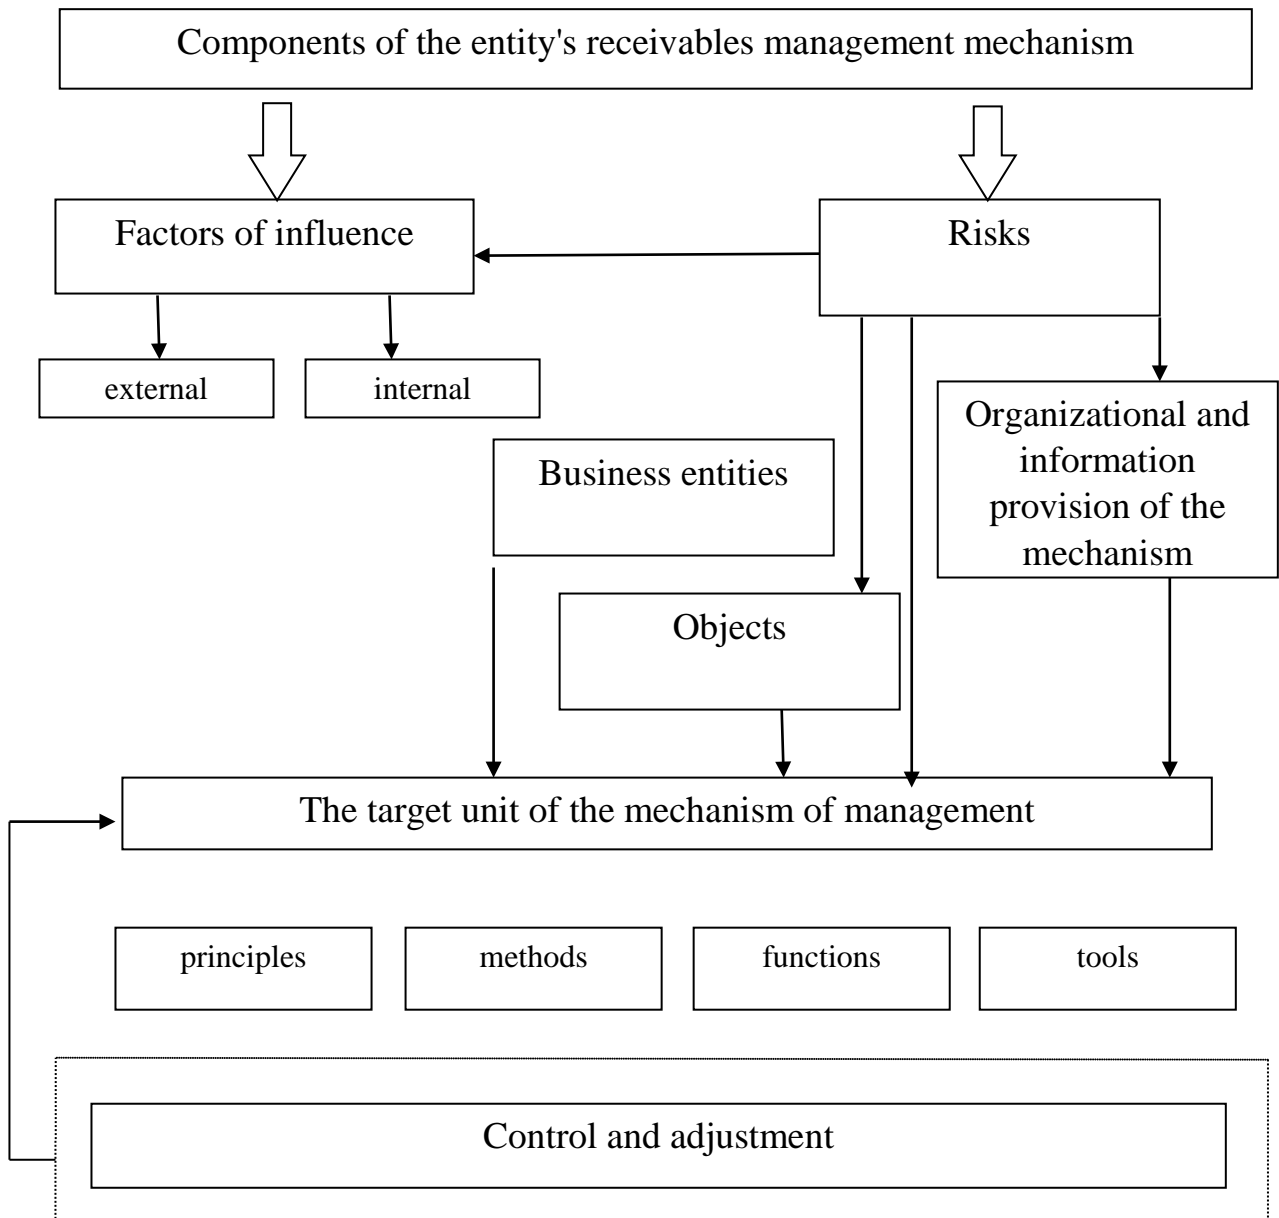 Components of the entity's receivables management mechanism
Factors of influence
Risks
external
internal
Organizational and
information
provision of the
mechanism
Business entities
Objects
The target unit of the mechanism of management
principles
methods
functions
tools
Control and adjustment